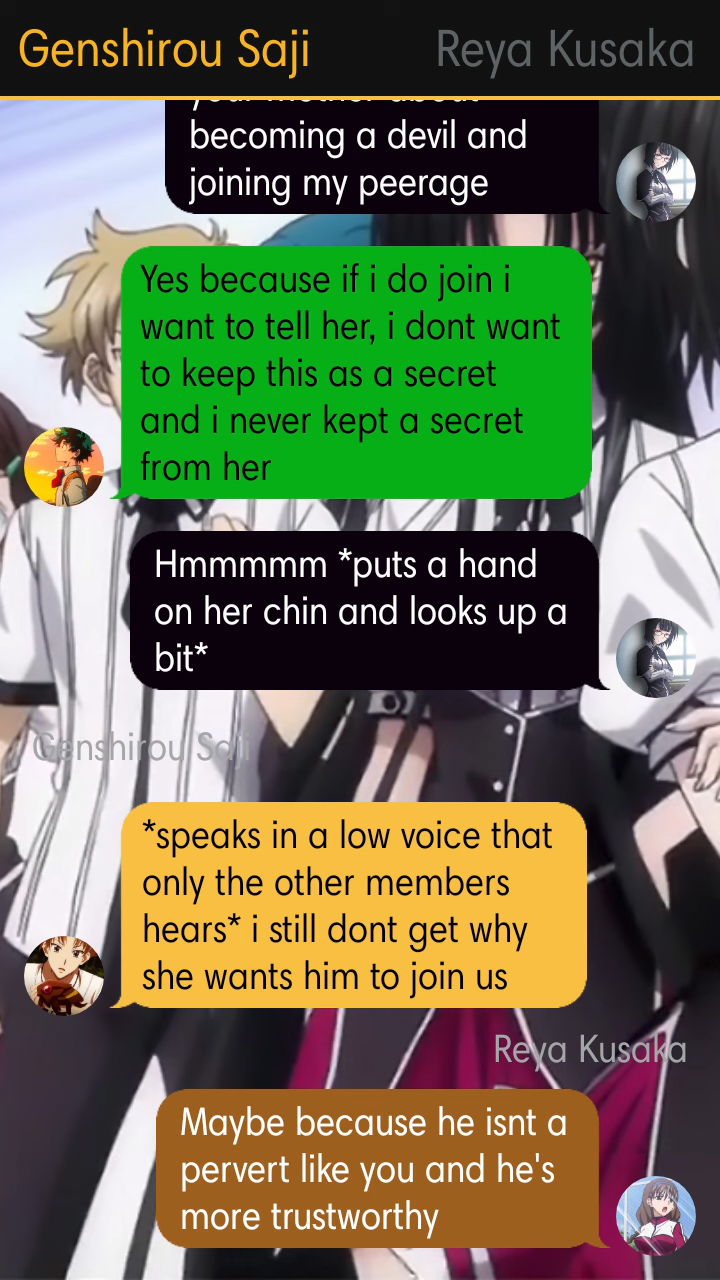 Genshirou Saji
Reya Kusaka
your mother about
becoming a devil and
joining my peerage
Yes because if i do join i
want to tell her, i dont want
to keep this as a secret
and i never kept a secret
from her
Hmmmmm *puts a hand
on her chin and looks up a
bit*
Genshirou Saji
*speaks in a low voice that
only the other members
hears* i still dont get why
she wants him to join us
Reya Kusaka
Maybe because he isnt a
pervert like you and he's
more trustworthy